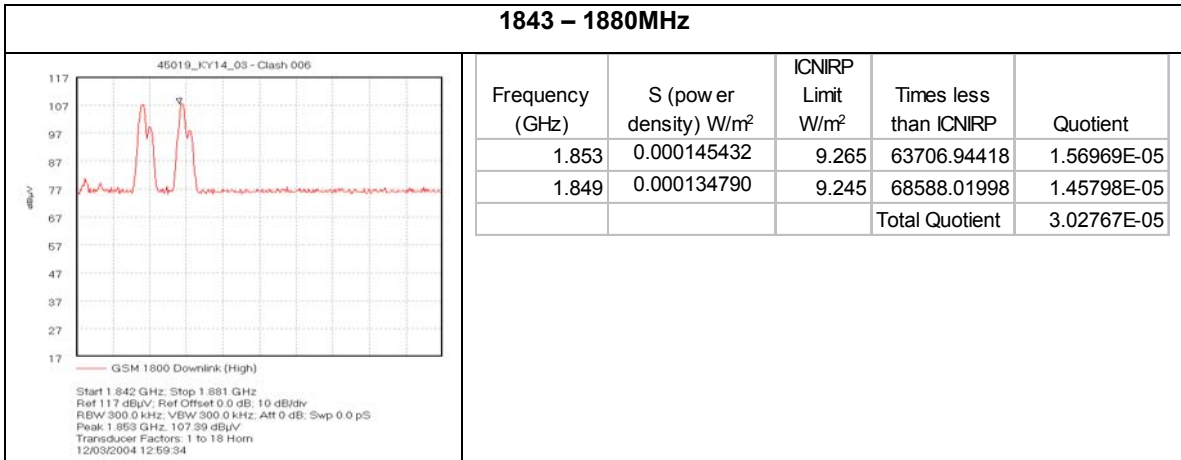 1843 – 1880MHz
45019_KY14_03 - Clash 006
117
107
97
87
77
67
57
47
37
27
17
dBµV
GSM 1800 Downlink (High)
Start 1.842 GHz; Stop 1.881 GHz
Ref 117 dBµV; Ref Offset 0.0 dB; 10 dB/div
RBW 300.0 kHz; VBW 300.0 kHz; Att 0 dB; Swp 0.0 pS
Peak 1.853 GHz, 107.39 dBµV
Transducer Factors: 1 to 18 Horn
12/03/2004 12:59:34
Frequency (GHz) S (power density) W/m² ICNIRP Limit W/m² Times less than ICNIRP Quotient
1.853 0.000145432 9.265 63706.94418 1.56969E-05
1.849 0.000134790 9.245 68588.01998 1.45798E-05
Total Quotient 3.02767E-05